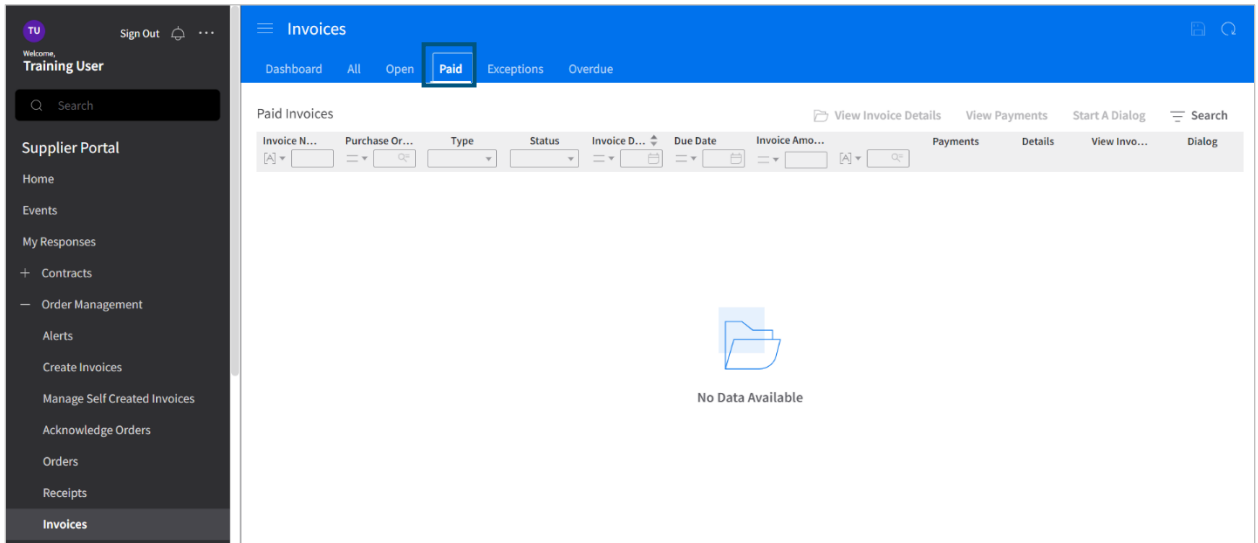 TU
Sign Out
Welcome,
Training User
Search
Supplier Portal
Home
Events
My Responses
Contracts
Order Management
Alerts
Create Invoices
Manage Self Created Invoices
Acknowledge Orders
Orders
Receipts
Invoices
Invoices
Dashboard All Open Paid Exceptions Overdue
Paid Invoices
View Invoice Details View Payments Start A Dialog Search
Invoice N... Purchase Or... Type Status Invoice D... Due Date Invoice Amo... Payments Details View Invo... Dialog
[A] [A]
No Data Available